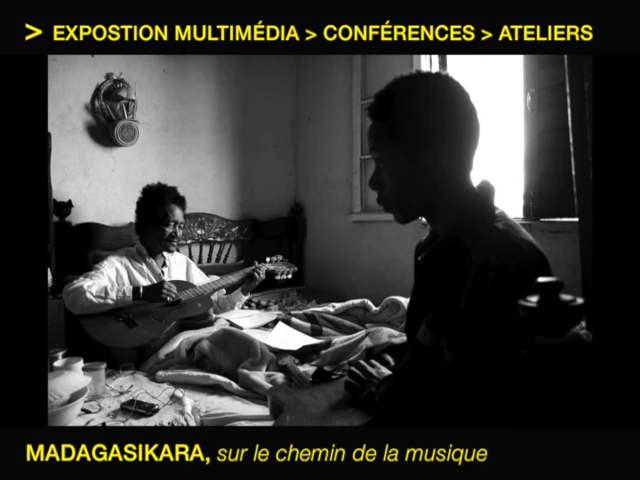 > EXPOSTION MULTIMÉDIA > CONFÉRENCES > ATELIERS
MADAGASIKARA, sur le chemin de la musique